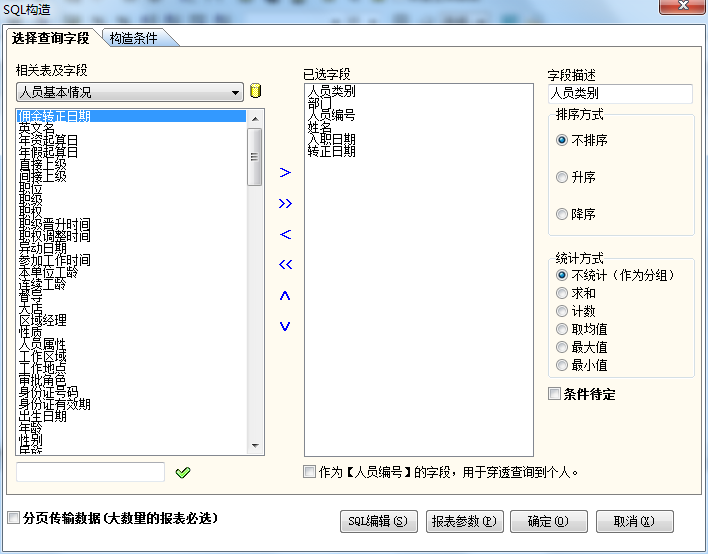 SQL构造
选择查询字段
构造条件
相关表及字段
人员基本情况
佣金转正日期
英文名
年资起算日
年假起算日
直接上级
间接上级
职位
职级
职权
职级晋升时间
职权调整时间
异动日期
参加工作时间
本单位工龄
连续工龄
督导
大店
区域经理
性质
人员属性
工作区域
工作地点
审批角色
身份证号码
身份证有效期
出生日期
年龄
性别
民族
>
>>
<
<<
∧
∨
已选字段
人员类别
部门
人员编号
姓名
入职日期
转正日期
作为【人员编号】的字段，用于穿透查询到个人。
字段描述
人员类别
排序方式
不排序
升序
降序
统计方式
不统计（作为分组）
求和
计数
取均值
最大值
最小值
条件待定
分页传输数据(大数量的报表必选)
SQL编辑(S)
报表参数(P)
确定(O)
取消(X)